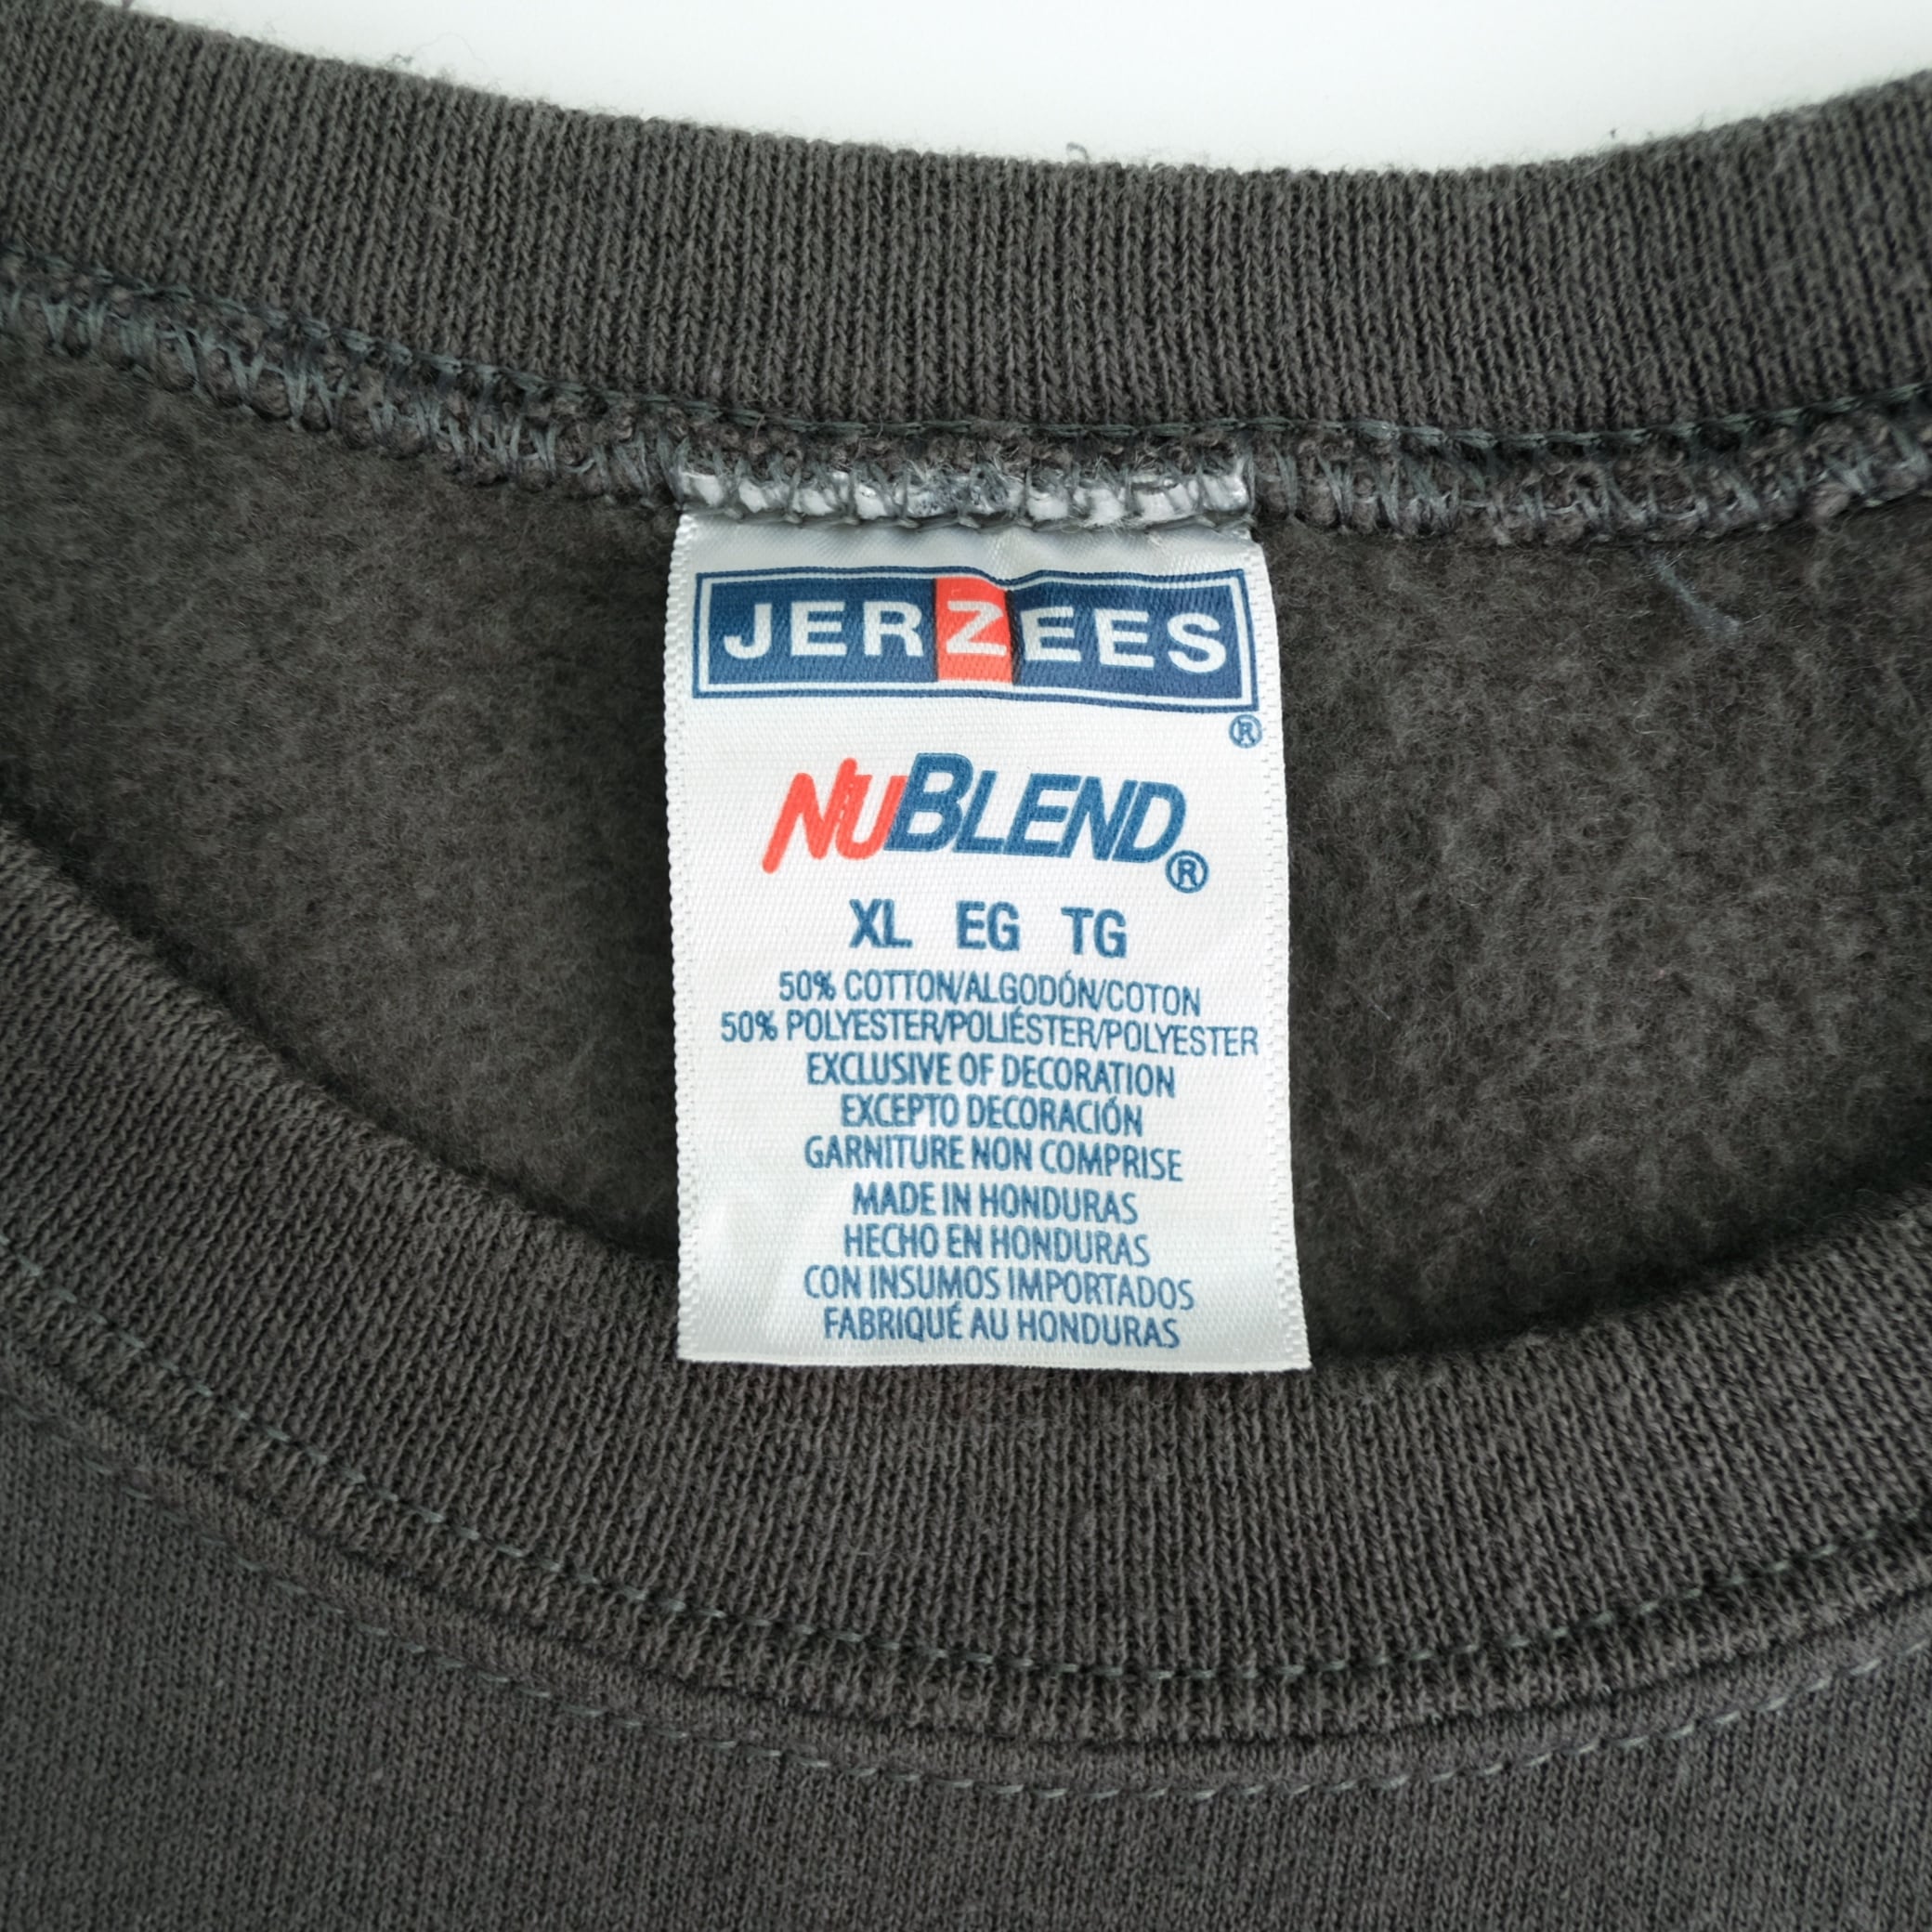 JERZEES
®
NUBLEND®
XL EG TG
50% COTTON/ALGODÓN/COTON
50% POLYESTER/POLIÉSTER/POLYESTER
EXCLUSIVE OF DECORATION
EXCEPTO DECORACIÓN
GARNITURE NON COMPRISE
MADE IN HONDURAS
HECHO EN HONDURAS
CON INSUMOS IMPORTADOS
FABRIQUÉ AU HONDURAS